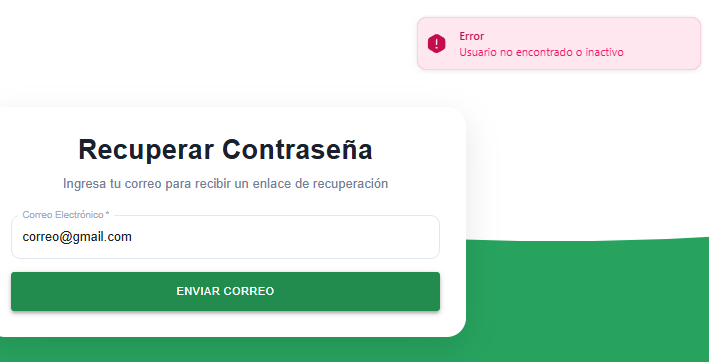 Error
Usuario no encontrado o inactivo
Recuperar Contraseña
Ingresa tu correo para recibir un enlace de recuperación
Correo Electrónico *
correo@gmail.com
ENVIAR CORREO